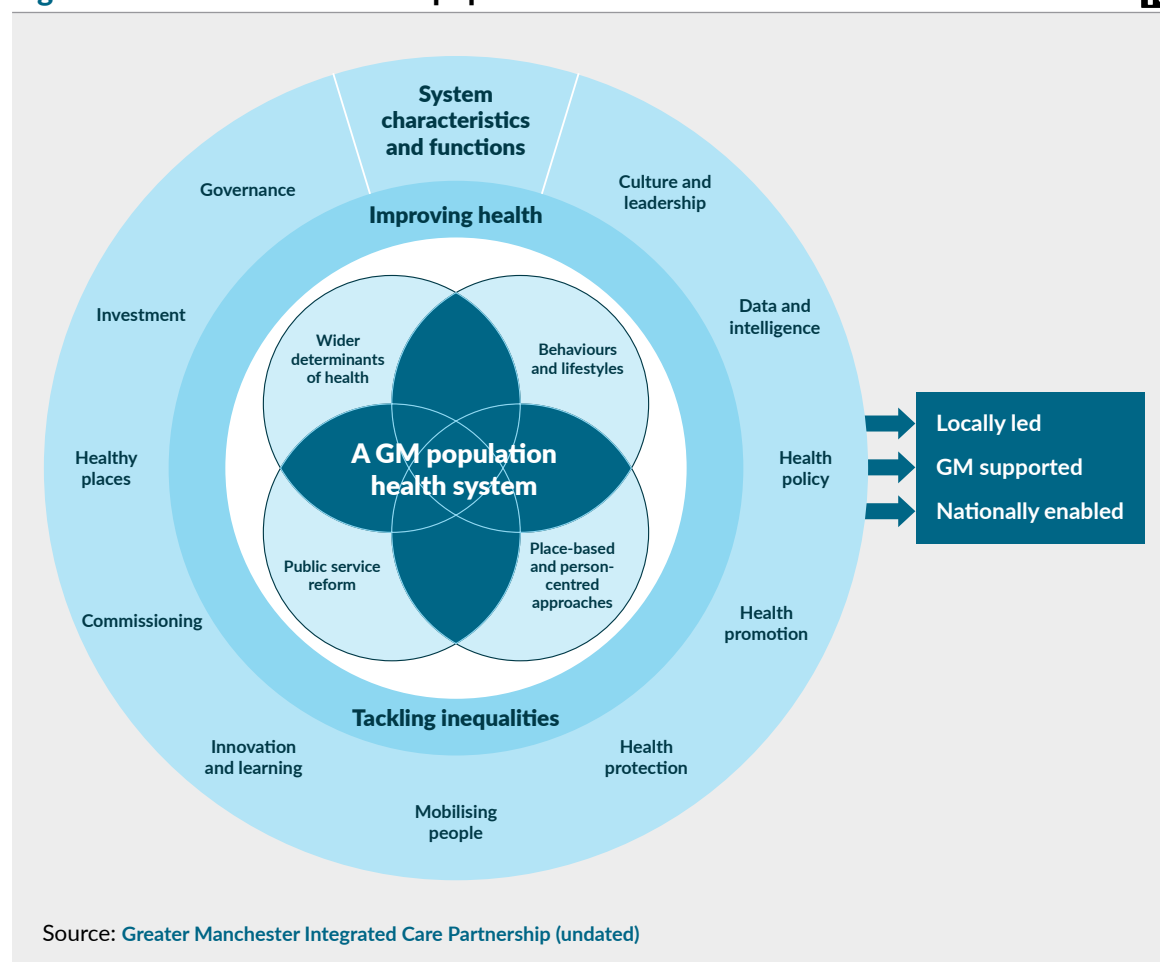 System
characteristics
and functions
Governance
Culture and
leadership
Improving health
Investment
Data and
intelligence
Wider
determinants
of health
Behaviours
and lifestyles
Locally led
A GM population
health system
Healthy
places
Health
policy
GM supported
Nationally enabled
Public service
reform
Place-based
and person-
centred
approaches
Commissioning
Health
promotion
Tackling inequalities
Innovation
and learning
Health
protection
Mobilising
people
Source: Greater Manchester Integrated Care Partnership (undated)